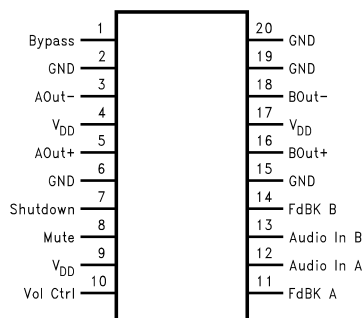 Bypass 1 20 GND
GND 2 19 GND
AOut- 3 18 BOut-
VDD 4 17 VDD
AOut+ 5 16 BOut+
GND 6 15 GND
Shutdown 7 14 FdBK B
Mute 8 13 Audio In B
VDD 9 12 Audio In A
Vol Ctrl 10 11 FdBK A